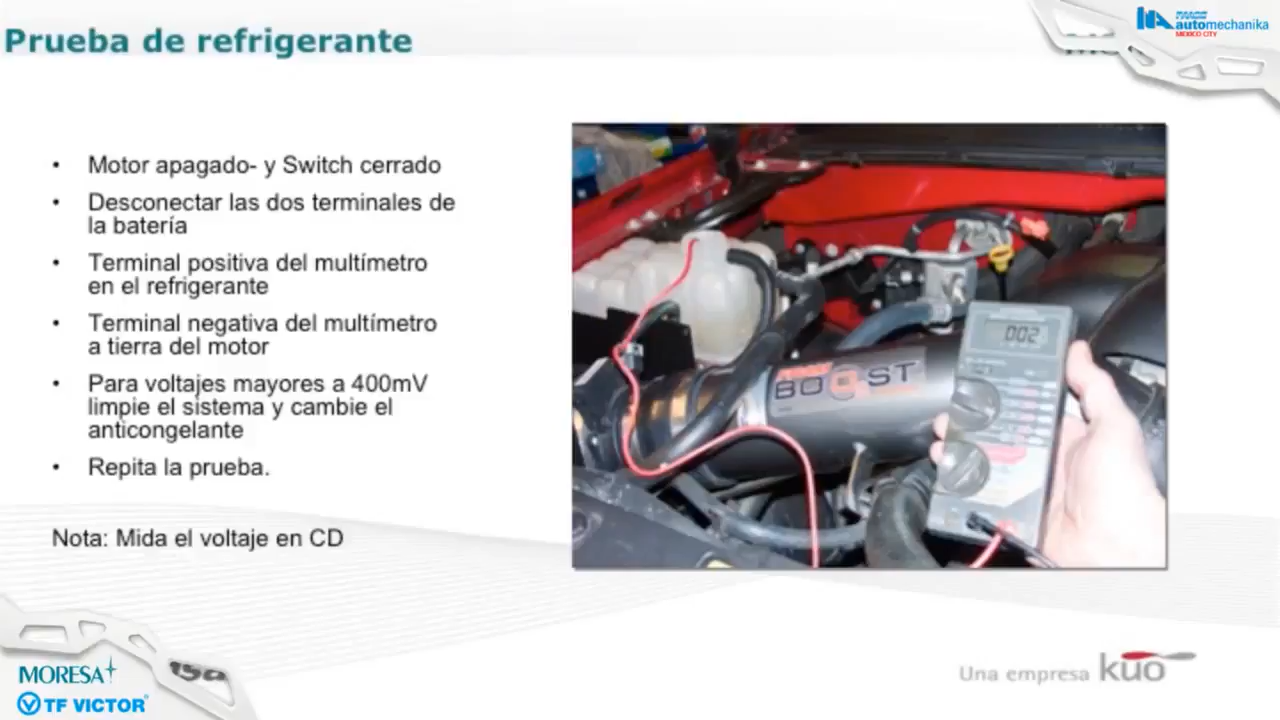 Prueba de refrigerante
PAACE
automechanika
MEXICO CITY
• Motor apagado- y Switch cerrado
• Desconectar las dos terminales de
la batería
• Terminal positiva del multímetro
en el refrigerante
• Terminal negativa del multímetro
a tierra del motor
• Para voltajes mayores a 400mV
limpie el sistema y cambie el
anticongelante
• Repita la prueba.
Nota: Mida el voltaje en CD
002
BOOST
MORESA
TF VICTOR®
Una empresa kuo